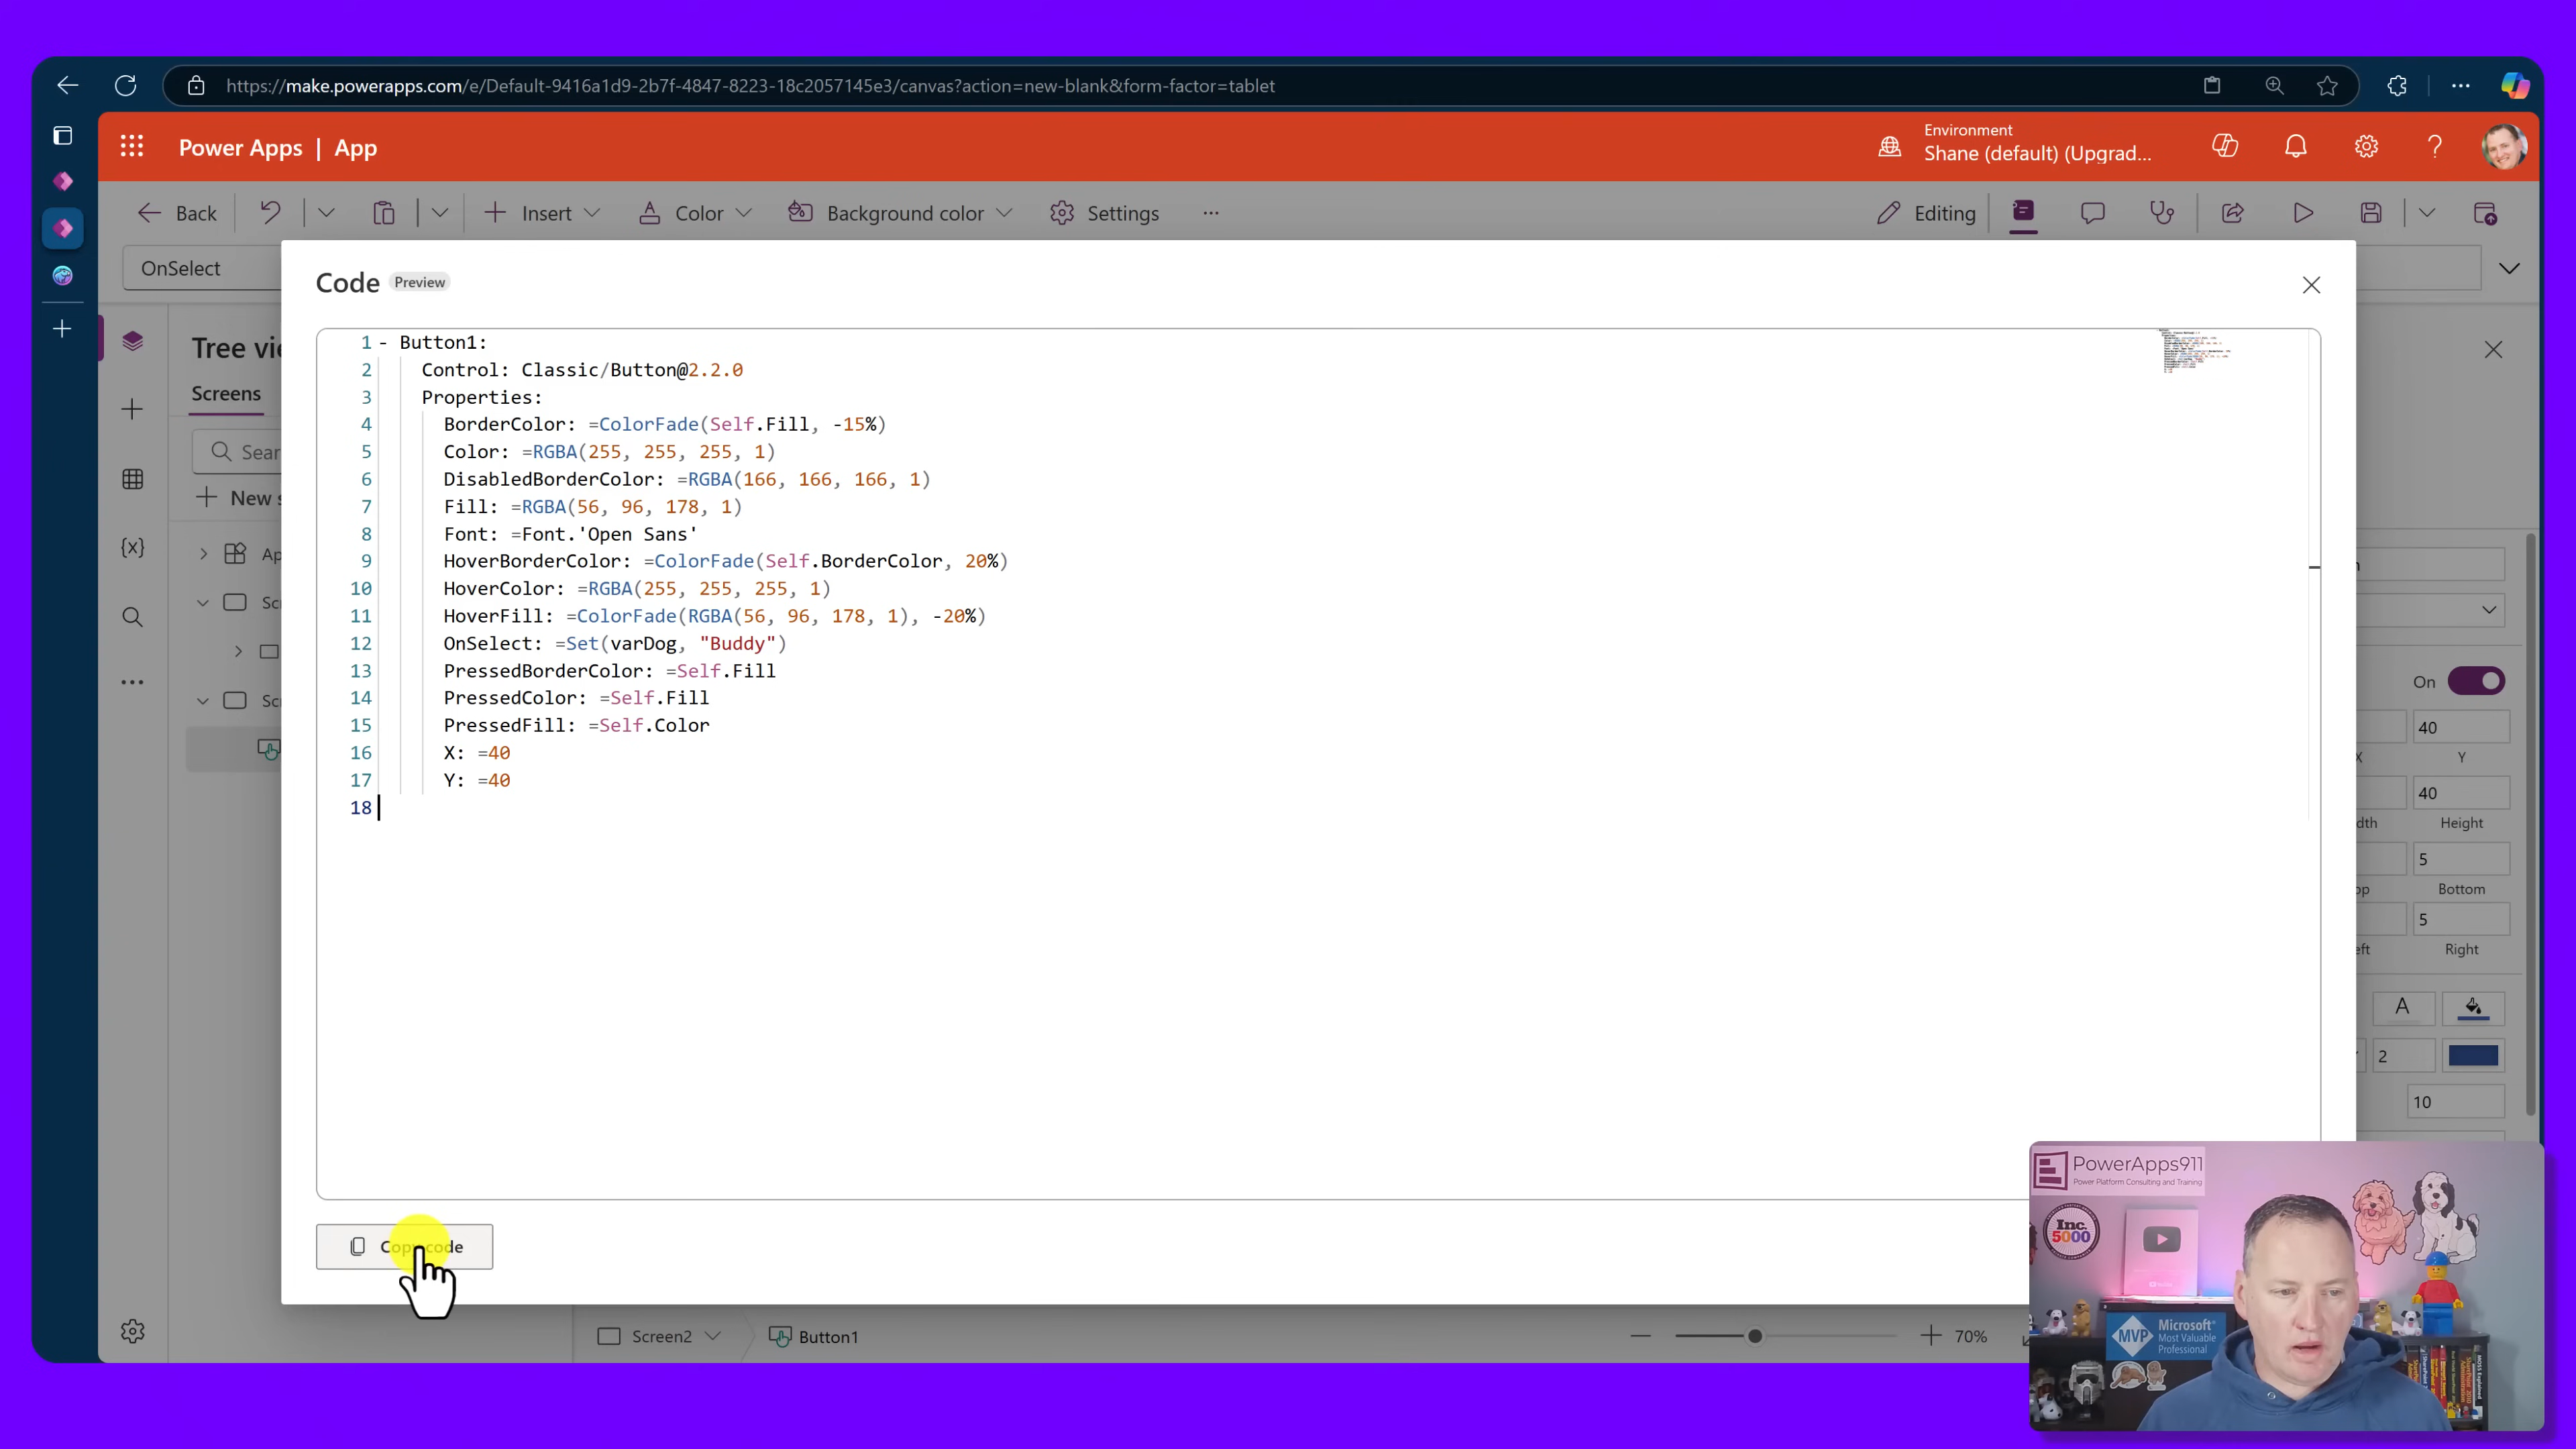 https://make.powerapps.com/e/Default-9416a1d9-2b7f-4847-8223-18c2057145e3/canvas?action=new-blank&form-factor=tablet
Power Apps | App
Environment
Shane (default) (Upgrad...
Back
Insert
Color
Background color
Settings
Editing
OnSelect
Code Preview
Tree vi
Screens
Sear
New s
Ap
Sc
Sc
1 - Button1:
2 Control: Classic/Button@2.2.0
3 Properties:
4 BorderColor: =ColorFade(Self.Fill, -15%)
5 Color: =RGBA(255, 255, 255, 1)
6 DisabledBorderColor: =RGBA(166, 166, 166, 1)
7 Fill: =RGBA(56, 96, 178, 1)
8 Font: =Font.'Open Sans'
9 HoverBorderColor: =ColorFade(Self.BorderColor, 20%)
10 HoverColor: =RGBA(255, 255, 255, 1)
11 HoverFill: =ColorFade(RGBA(56, 96, 178, 1), -20%)
12 OnSelect: =Set(varDog, "Buddy")
13 PressedBorderColor: =Self.Fill
14 PressedColor: =Self.Fill
15 PressedFill: =Self.Color
16 X: =40
17 Y: =40
18
On
40
X Y
40
dth Height
5
op Bottom
5
eft Right
A
2
10
Copy code
Screen2
Button1
70%
PowerApps911
Power Platform Consulting and Training
Inc.
5000
MVP
Microsoft
Most Valuable
Professional